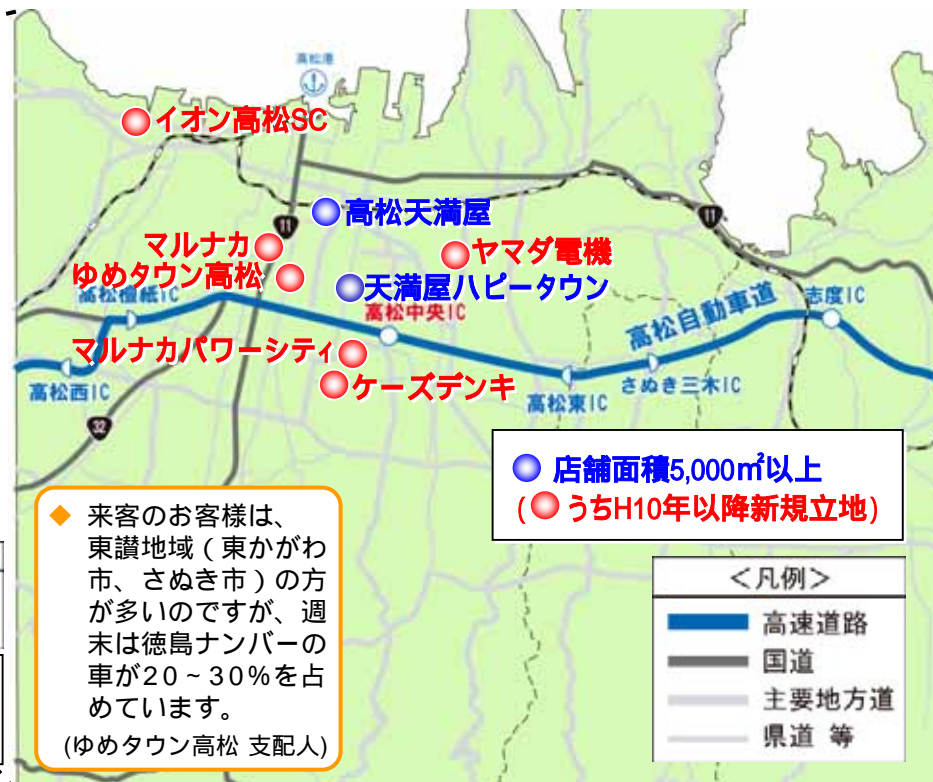 高松港
イオン高松SC
高松天満屋
11
11
マルナカ
ヤマダ電機
ゆめタウン高松
天満屋ハピータウン
高松檀紙IC
高松中央IC
高松自動車道
志度IC
マルナカパワーシティ
ケーズデンキ
高松西IC
高松東IC
さぬき三木IC
32
店舗面積5,000㎡以上
(うちH10年以降新規立地)
◆ 来客のお客様は、
東讃地域(東かがわ
市、さぬき市)の方
が多いのですが、週
末は徳島ナンバーの
車が20~30%を占
めています。
(ゆめタウン高松 支配人)
<凡例>
高速道路
国道
主要地方道
県道 等